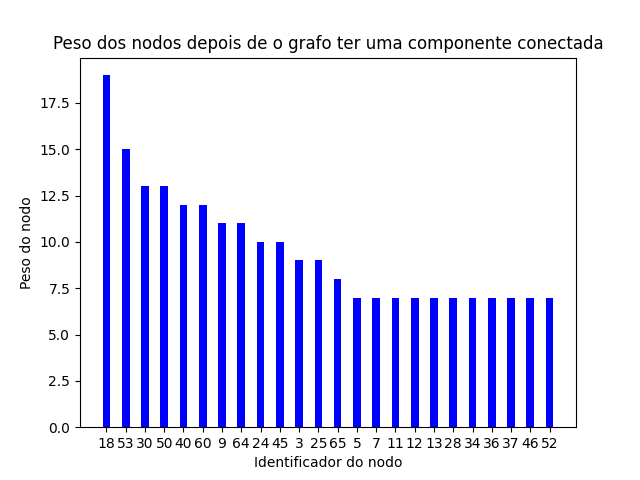 Peso dos nodos depois de o grafo ter uma componente conectada
Peso do nodo
17.5
15.0
12.5
10.0
7.5
5.0
2.5
0.0
18 53 30 50 40 60 9 64 24 45 3 25 65 5 7 11 12 13 28 34 36 37 46 52
Identificador do nodo